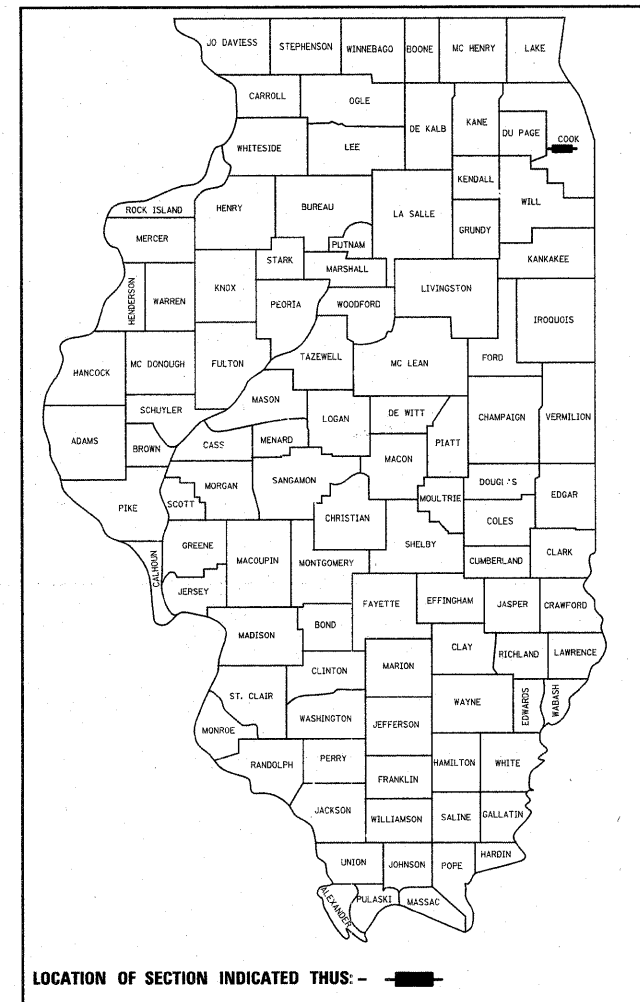 JO DAVIESS
STEPHENSON
WINNEBAGO
BOONE
MC HENRY
LAKE
CARROLL
OGLE
DE KALB
KANE
DU PAGE
COOK
WHITESIDE
LEE
KENDALL
WILL
ROCK ISLAND
HENRY
BUREAU
LA SALLE
GRUNDY
MERCER
PUTNAM
STARK
MARSHALL
KANKAKEE
HENDERSON
WARREN
KNOX
PEORIA
WOODFORD
LIVINGSTON
IROQUOIS
HANCOCK
MC DONOUGH
FULTON
TAZEWELL
MC LEAN
FORD
SCHUYLER
MASON
LOGAN
DE WITT
CHAMPAIGN
VERMILION
ADAMS
BROWN
CASS
MENARD
PIATT
MACON
PIKE
SCOTT
MORGAN
SANGAMON
CHRISTIAN
MOULTRIE
DOUGL'S
EDGAR
COLES
GREENE
CALHOUN
MACOUPIN
MONTGOMERY
SHELBY
CUMBERLAND
CLARK
JERSEY
FAYETTE
EFFINGHAM
JASPER
CRAWFORD
MADISON
BOND
CLAY
RICHLAND
LAWRENCE
CLINTON
MARION
EDWARDS
WABASH
ST. CLAIR
WASHINGTON
JEFFERSON
WAYNE
MONROE
RANDOLPH
PERRY
HAMILTON
WHITE
FRANKLIN
JACKSON
WILLIAMSON
SALINE
GALLATIN
UNION
JOHNSON
POPE
HARDIN
ALEXANDER
PULASKI
MASSAC
LOCATION OF SECTION INDICATED THUS: -